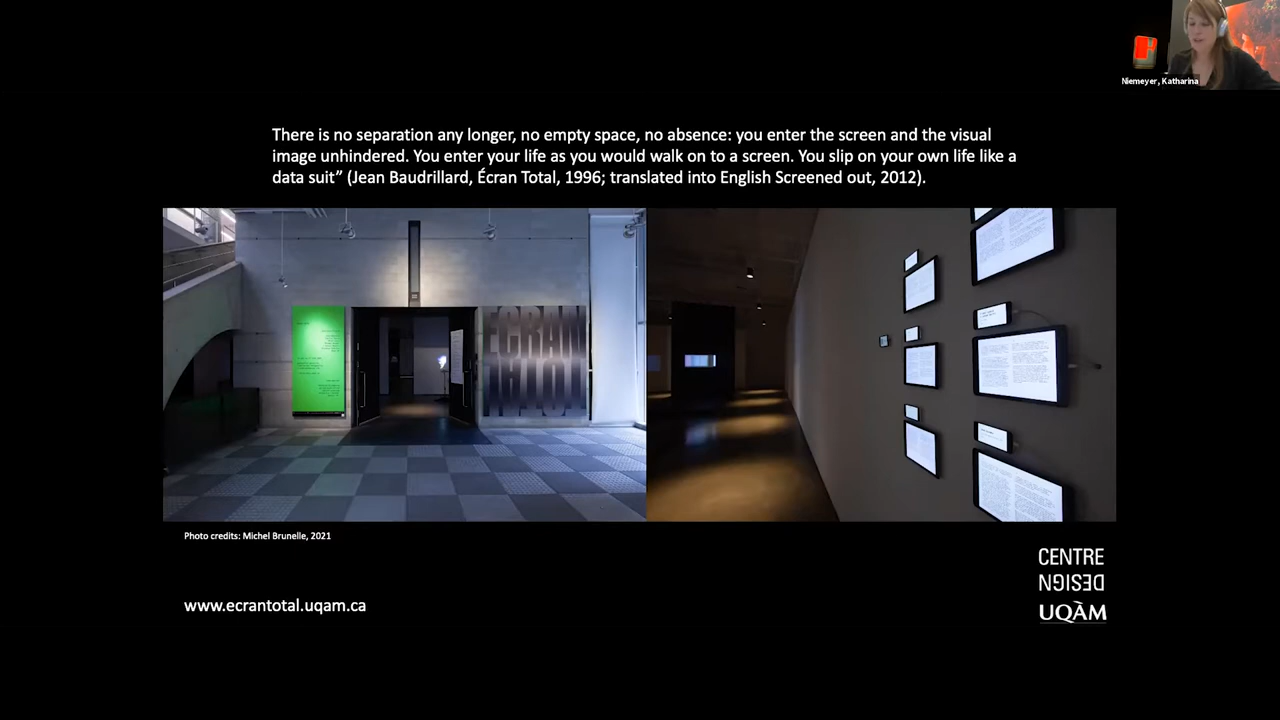 Niemeyer, Katharina
There is no separation any longer, no empty space, no absence: you enter the screen and the visual
image unhindered. You enter your life as you would walk on to a screen. You slip on your own life like a
data suit” (Jean Baudrillard, Écran Total, 1996; translated into English Screened out, 2012).
ECRAN
TOTAL
Photo credits: Michel Brunelle, 2021
www.ecrantotal.uqam.ca
CENTRE
DESIGN
UQÀM